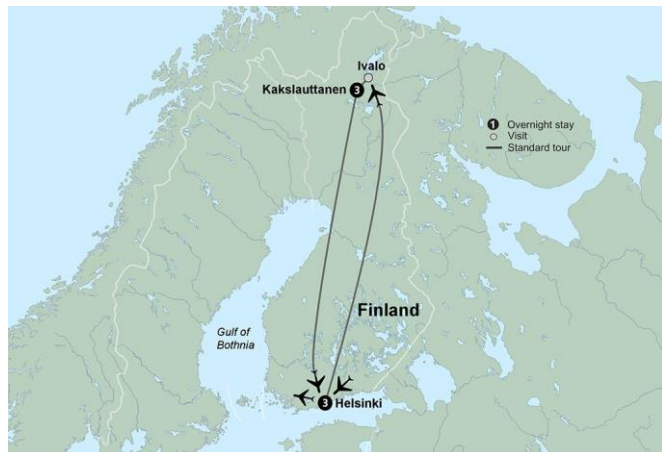 Ivalo
Kakslauttanen 3
1 Overnight stay
Visit
Standard tour
Finland
Gulf of
Bothnia
3 Helsinki